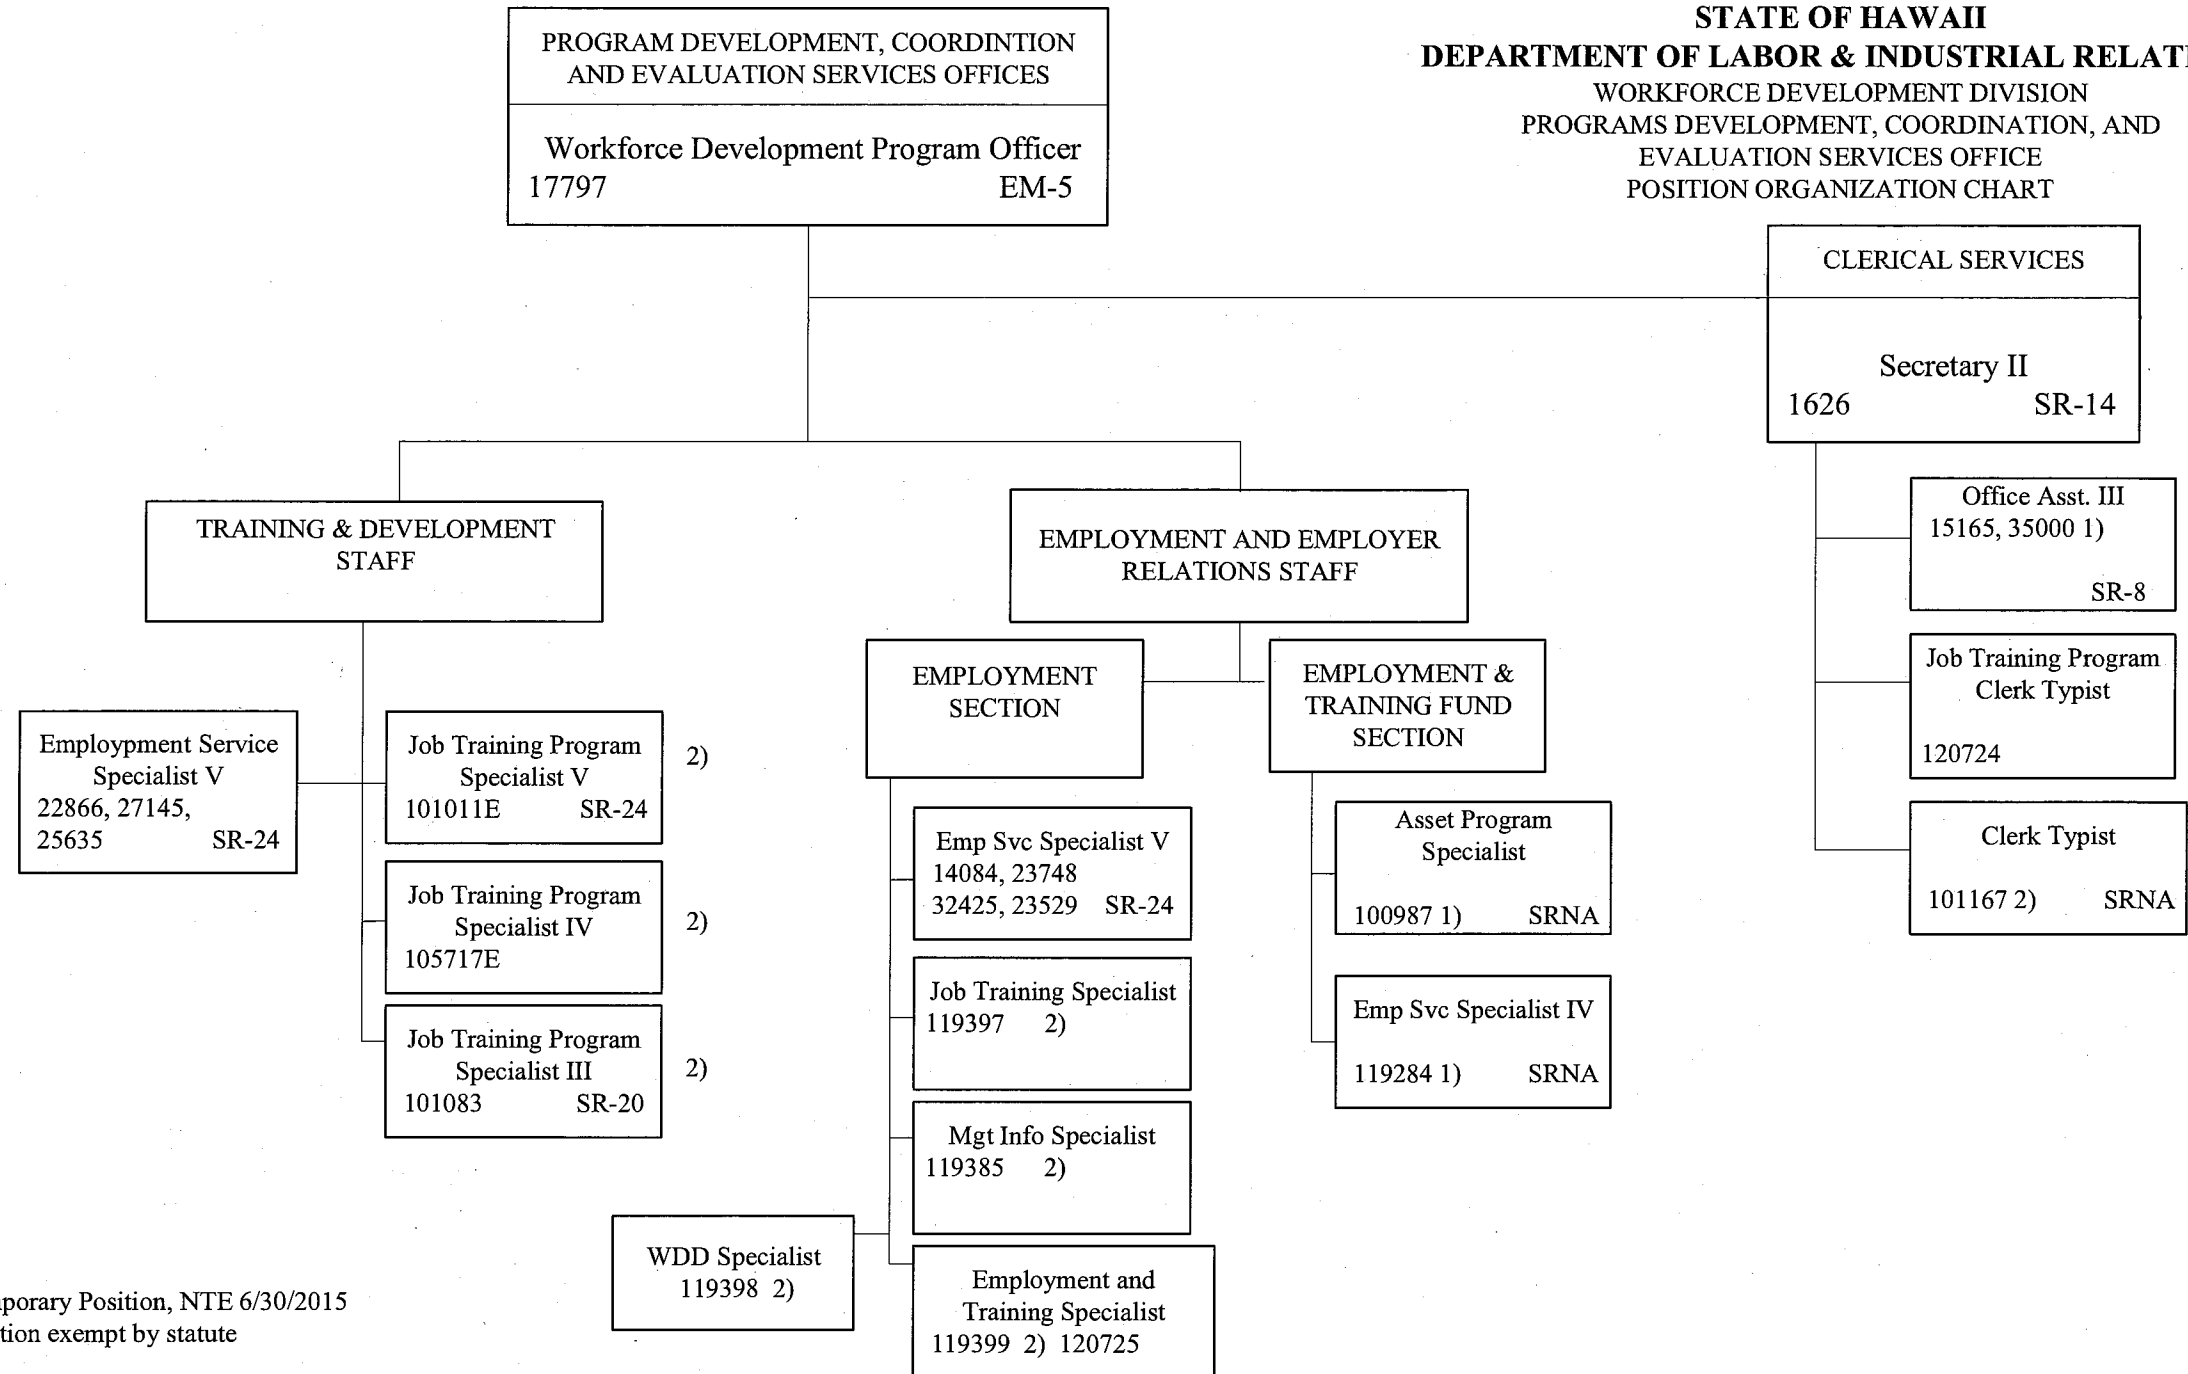 STATE OF HAWAII
DEPARTMENT OF LABOR & INDUSTRIAL
WORKFORCE DEVELOPMENT DIVISION
PROGRAMS DEVELOPMENT, COORDINATION, AND
EVALUATION SERVICES OFFICE
POSITION ORGANIZATION CHART
PROGRAM DEVELOPMENT, COORDINTION
AND EVALUATION SERVICES OFFICES
Workforce Development Program Officer
17797 EM-5
CLERICAL SERVICES
Secretary II
1626 SR-14
Office Asst. III
15165, 35000 1)
SR-8
Job Training Program
Clerk Typist
120724
Clerk Typist
101167 2) SRNA
TRAINING & DEVELOPMENT
STAFF
Employpment Service
Specialist V
22866, 27145,
25635 SR-24
Job Training Program
Specialist V
101011E SR-24
2)
Job Training Program
Specialist IV
105717E
2)
Job Training Program
Specialist III
101083 SR-20
2)
EMPLOYMENT AND EMPLOYER
RELATIONS STAFF
EMPLOYMENT
SECTION
Emp Svc Specialist V
14084, 23748
32425, 23529 SR-24
Job Training Specialist
119397 2)
Mgt Info Specialist
119385 2)
WDD Specialist
119398 2)
Employment and
Training Specialist
119399 2) 120725
EMPLOYMENT &
TRAINING FUND
SECTION
Asset Program
Specialist
100987 1) SRNA
Emp Svc Specialist IV
119284 1) SRNA
Position, NTE 6/30/2015
exempt by statute